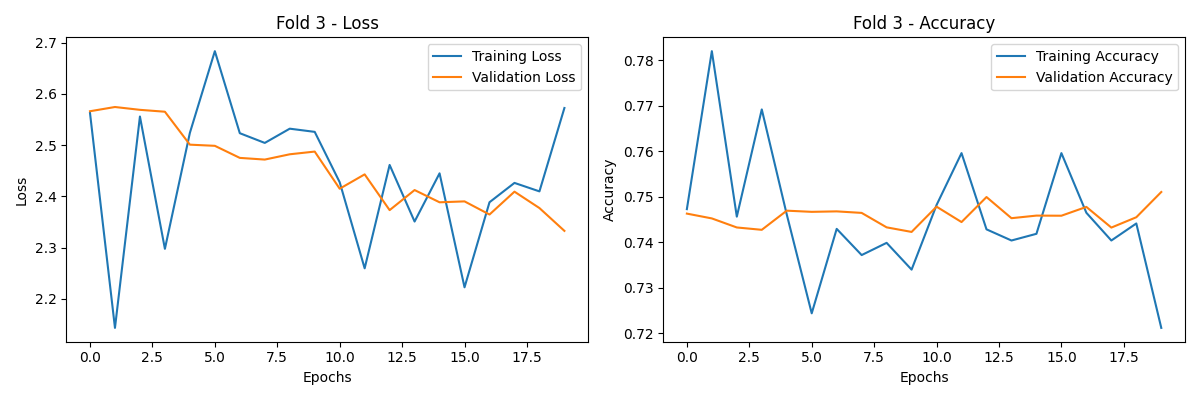 Fold 3 - Loss
Training Loss
Validation Loss
2.7
2.6
2.5
2.4
2.3
2.2
Loss
0.0 2.5 5.0 7.5 10.0 12.5 15.0 17.5
Epochs
Fold 3 - Accuracy
Training Accuracy
Validation Accuracy
0.78
0.77
0.76
0.75
0.74
0.73
0.72
Accuracy
0.0 2.5 5.0 7.5 10.0 12.5 15.0 17.5
Epochs